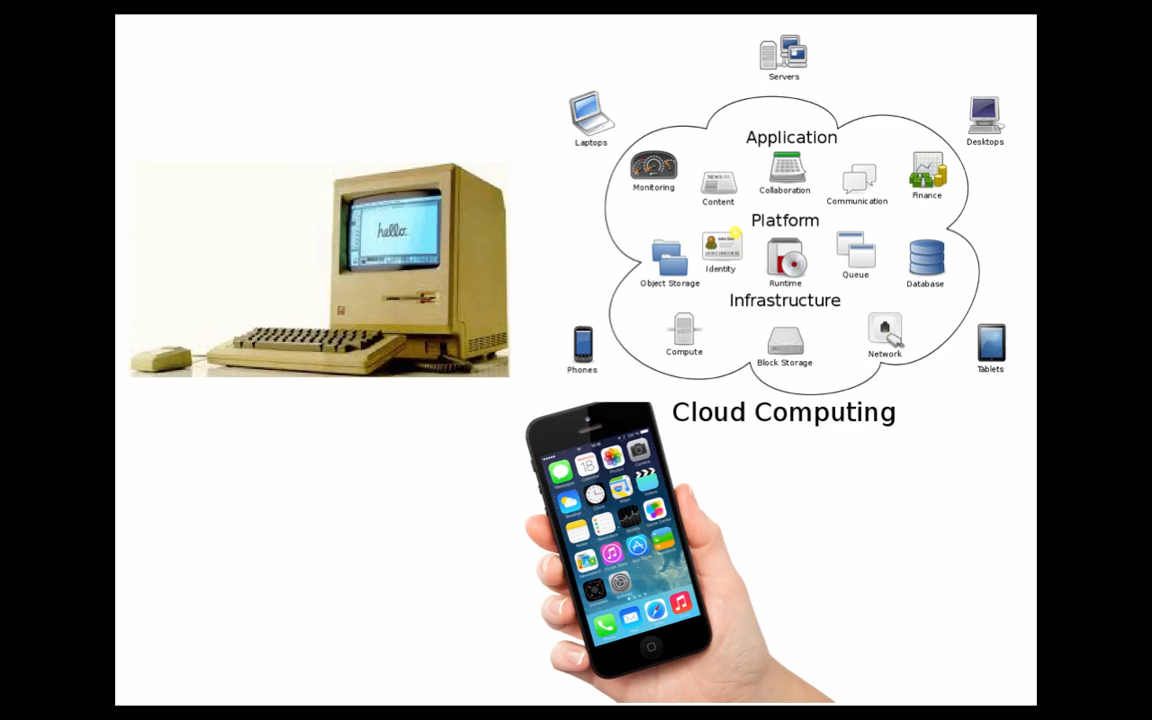 hello.
Servers
Laptops
Desktops
Application
Monitoring
Content
Collaboration
Communication
Finance
Platform
Object Storage
Identity
Runtime
Queue
Database
Infrastructure
Compute
Block Storage
Network
Phones
Tablets
Cloud Computing
18